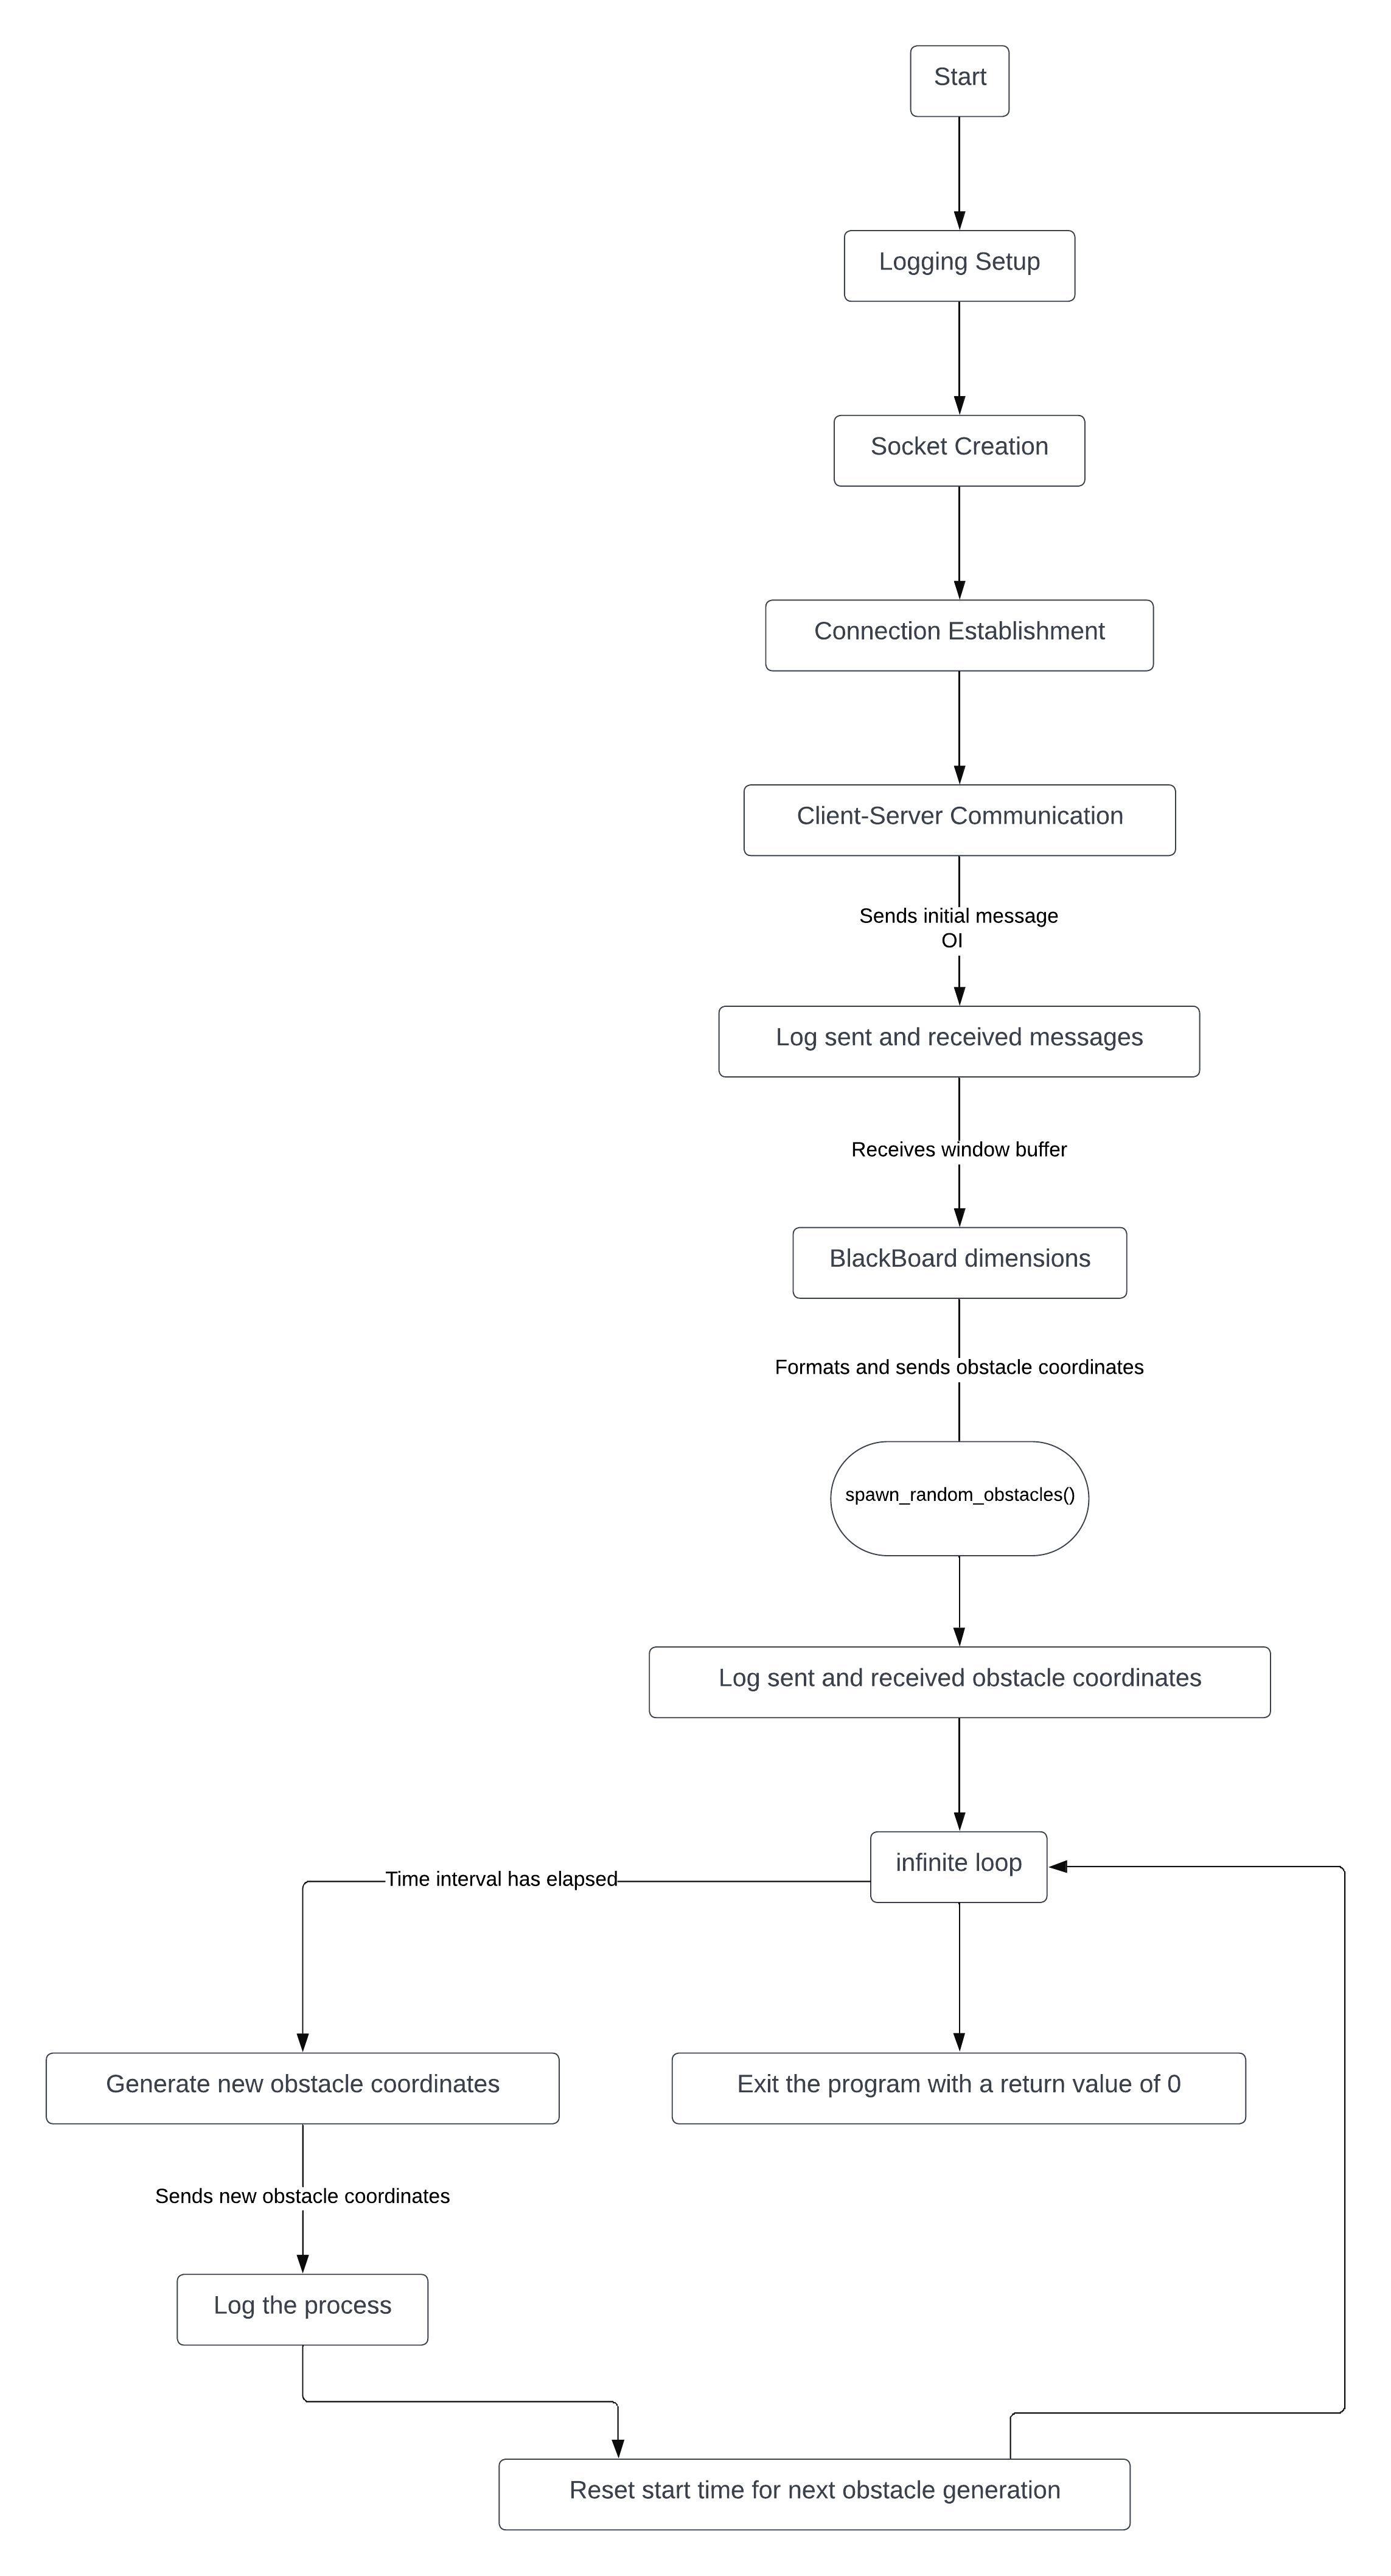 Start
Logging Setup
Socket Creation
Connection Establishment
Client-Server Communication
Sends initial message
OI
Log sent and received messages
Receives window buffer
BlackBoard dimensions
Formats and sends obstacle coordinates
spawn_random_obstacles()
Log sent and received obstacle coordinates
infinite loop
Time interval has elapsed
Generate new obstacle coordinates
Exit the program with a return value of 0
Sends new obstacle coordinates
Log the process
Reset start time for next obstacle generation